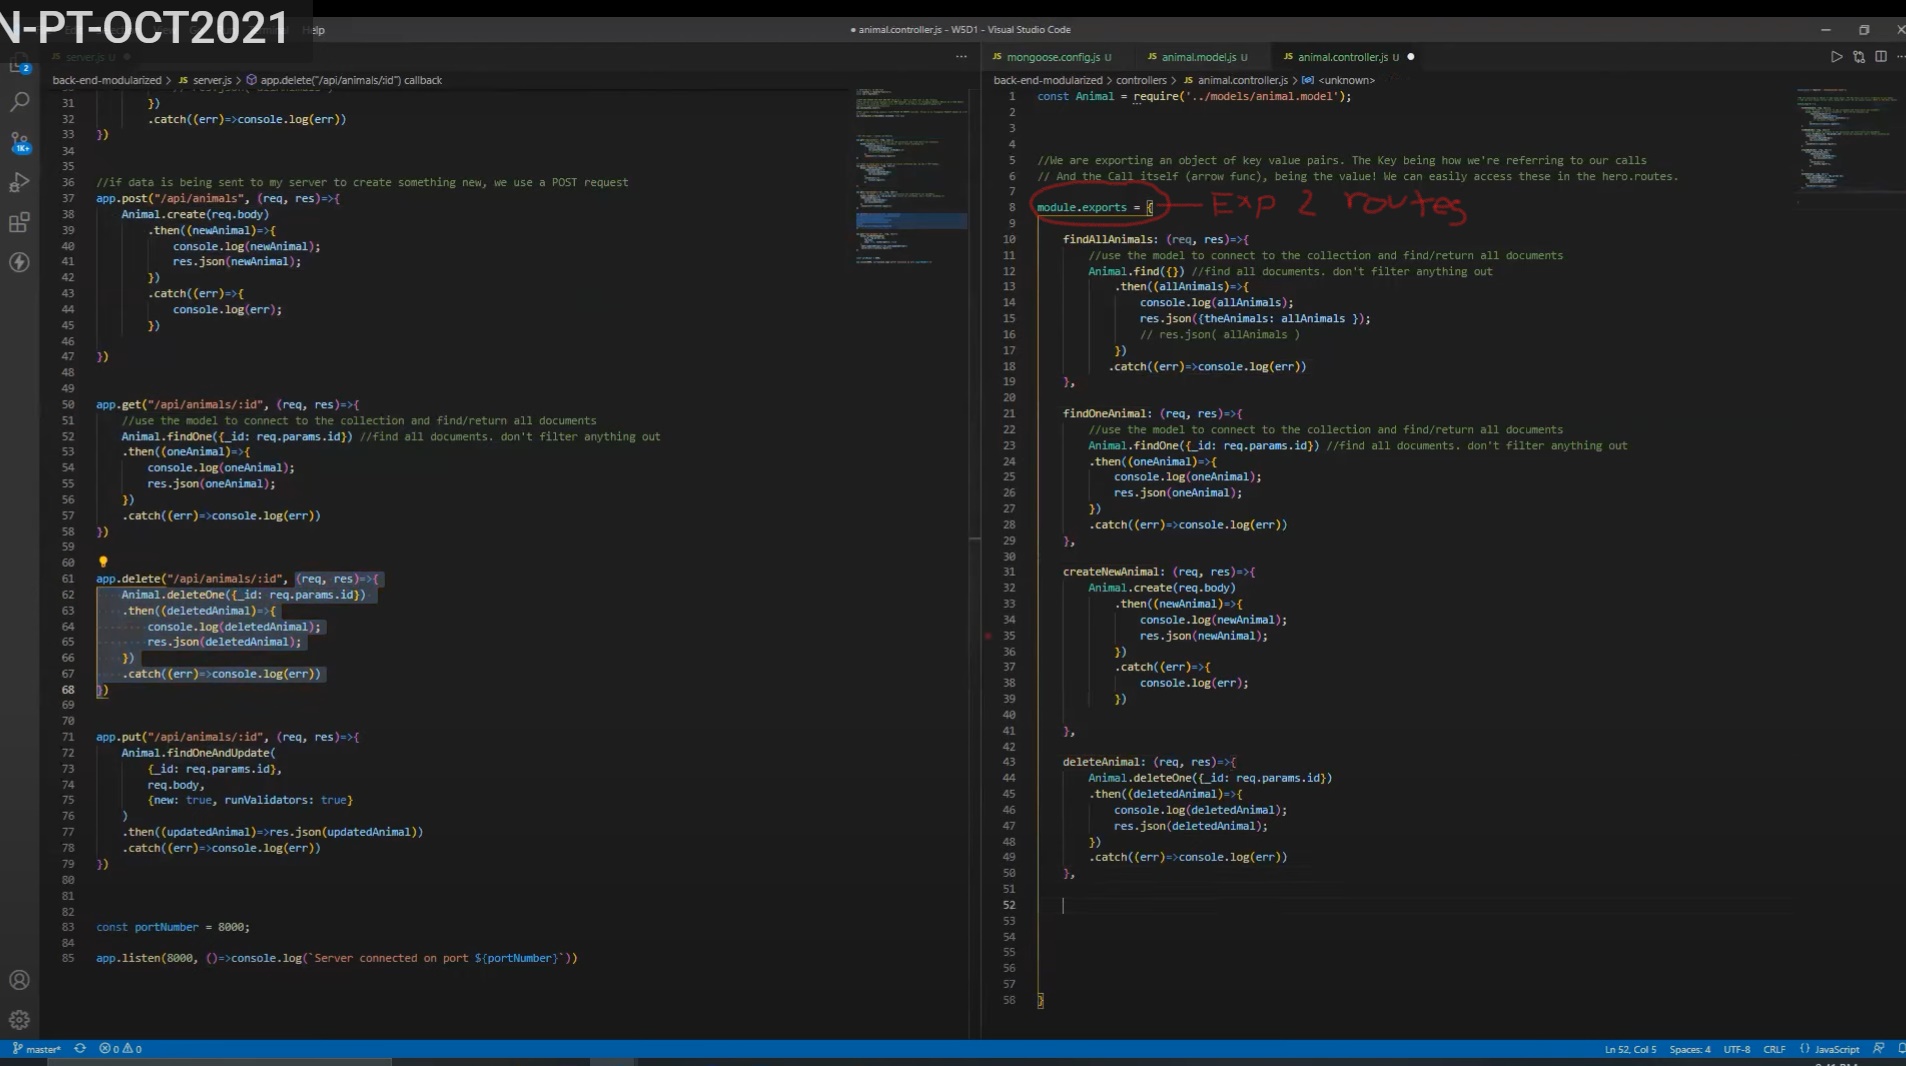 N-PT-OCT2021
Help
animal.controller.js - W5D1 - Visual Studio Code
JS server.js U
JS mongoose.config.js U
JS animal.model.js U
JS animal.controller.js U
back-end-modularized > JS server.js > app.delete("/api/animals/:id") callback
31 })
32 .catch((err)=>console.log(err))
33 })
34
35
36 //if data is being sent to my server to create something new, we use a POST request
37 app.post("/api/animals", (req, res)=>{
38 Animal.create(req.body)
39 .then((newAnimal)=>{
40 console.log(newAnimal);
41 res.json(newAnimal);
42 })
43 .catch((err)=>{
44 console.log(err);
45 })
46
47 })
48
49
50 app.get("/api/animals/:id", (req, res)=>{
51 //use the model to connect to the collection and find/return all documents
52 Animal.findOne({_id: req.params.id}) //find all documents. don't filter anything out
53 .then((oneAnimal)=>{
54 console.log(oneAnimal);
55 res.json(oneAnimal);
56 })
57 .catch((err)=>console.log(err))
58 })
59
60
61 app.delete("/api/animals/:id", (req, res)=>{
62 Animal.deleteOne({_id: req.params.id})
63 .then((deletedAnimal)=>{
64 console.log(deletedAnimal);
65 res.json(deletedAnimal);
66 })
67 .catch((err)=>console.log(err))
68 })
69
70
71 app.put("/api/animals/:id", (req, res)=>{
72 Animal.findOneAndUpdate(
73 {_id: req.params.id},
74 req.body,
75 {new: true, runValidators: true}
76 )
77 .then((updatedAnimal)=>res.json(updatedAnimal))
78 .catch((err)=>console.log(err))
79 })
80
81
82
83 const portNumber = 8000;
84
85 app.listen(8000, ()=>console.log(`Server connected on port ${portNumber}`))
back-end-modularized > controllers > JS animal.controller.js > <unknown>
1 const Animal = require('../models/animal.model');
2
3
4
5 //We are exporting an object of key value pairs. The Key being how we're referring to our calls
6 // And the Call itself (arrow func), being the value! We can easily access these in the hero.routes.
7
8 module.exports = { — Exp 2 routes
9
10 findAllAnimals: (req, res)=>{
11 //use the model to connect to the collection and find/return all documents
12 Animal.find({}) //find all documents. don't filter anything out
13 .then((allAnimals)=>{
14 console.log(allAnimals);
15 res.json({theAnimals: allAnimals });
16 // res.json( allAnimals )
17 })
18 .catch((err)=>console.log(err))
19 },
20
21 findOneAnimal: (req, res)=>{
22 //use the model to connect to the collection and find/return all documents
23 Animal.findOne({_id: req.params.id}) //find all documents. don't filter anything out
24 .then((oneAnimal)=>{
25 console.log(oneAnimal);
26 res.json(oneAnimal);
27 })
28 .catch((err)=>console.log(err))
29 },
30
31 createNewAnimal: (req, res)=>{
32 Animal.create(req.body)
33 .then((newAnimal)=>{
34 console.log(newAnimal);
35 res.json(newAnimal);
36 })
37 .catch((err)=>{
38 console.log(err);
39 })
40
41 },
42
43 deleteAnimal: (req, res)=>{
44 Animal.deleteOne({_id: req.params.id})
45 .then((deletedAnimal)=>{
46 console.log(deletedAnimal);
47 res.json(deletedAnimal);
48 })
49 .catch((err)=>console.log(err))
50 },
51
52
53
54
55
56
57
58 }
2
1K+
master*
0 0
Ln 52, Col 5 Spaces: 4 UTF-8 CRLF {} JavaScript